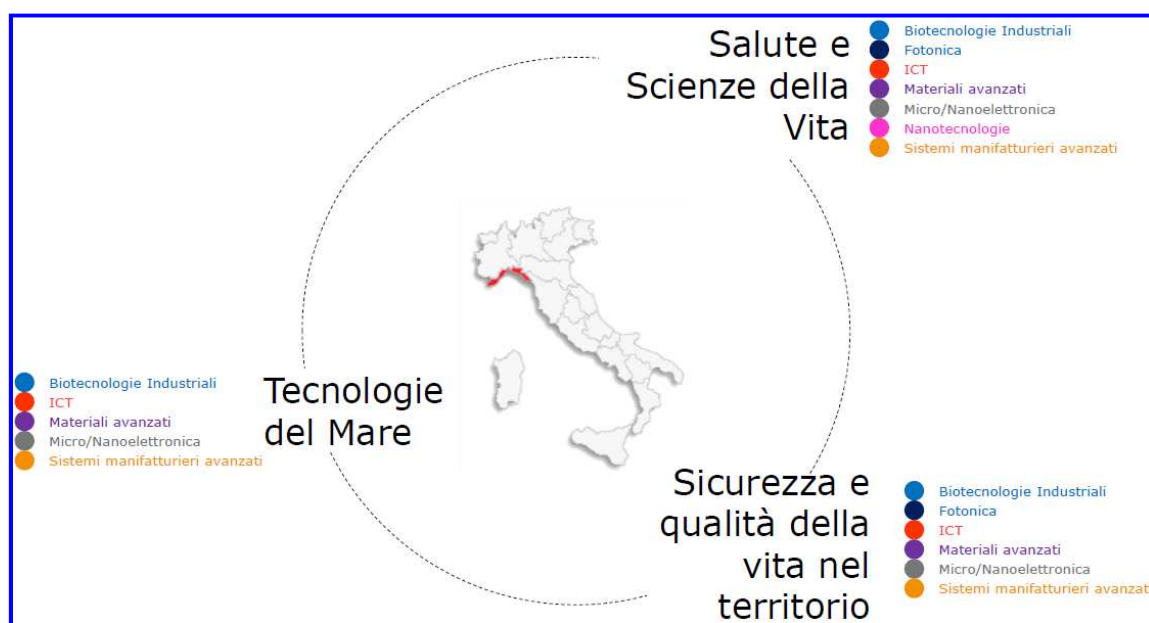 Salute e
Scienze della
Vita
Biotecnologie Industriali
Fotonica
ICT
Materiali avanzati
Micro/Nanoelettronica
Nanotecnologie
Sistemi manifatturieri avanzati
Biotecnologie Industriali
ICT
Materiali avanzati
Micro/Nanoelettronica
Sistemi manifatturieri avanzati
Tecnologie
del Mare
Sicurezza e
qualità della
vita nel
territorio
Biotecnologie Industriali
Fotonica
ICT
Materiali avanzati
Micro/Nanoelettronica
Sistemi manifatturieri avanzati